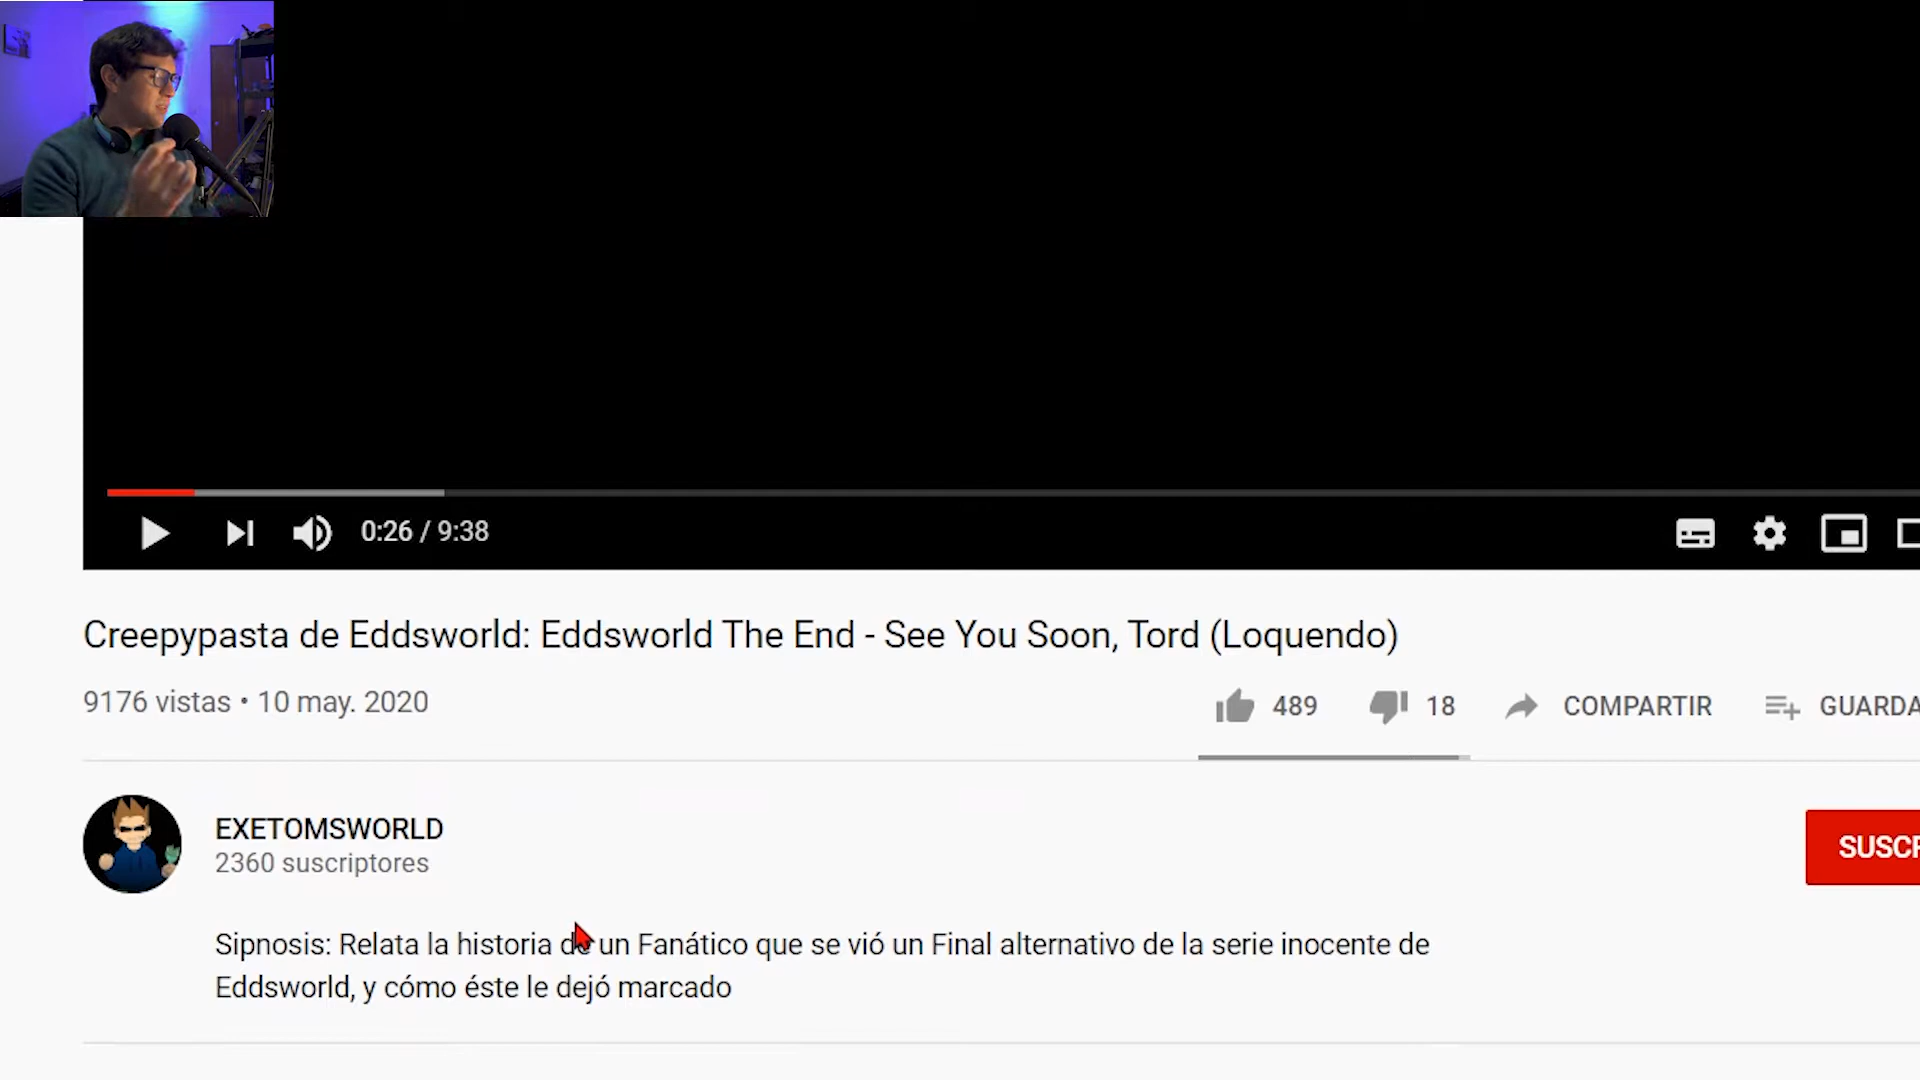 0:26 / 9:38
Creepypasta de Eddsworld: Eddsworld The End - See You Soon, Tord (Loquendo)
9176 vistas • 10 may. 2020
489
18
COMPARTIR
GUARDA
EXETOMSWORLD
2360 suscriptores
SUSCR
Sipnosis: Relata la historia de un Fanático que se vió un Final alternativo de la serie inocente de
Eddsworld, y cómo éste le dejó marcado